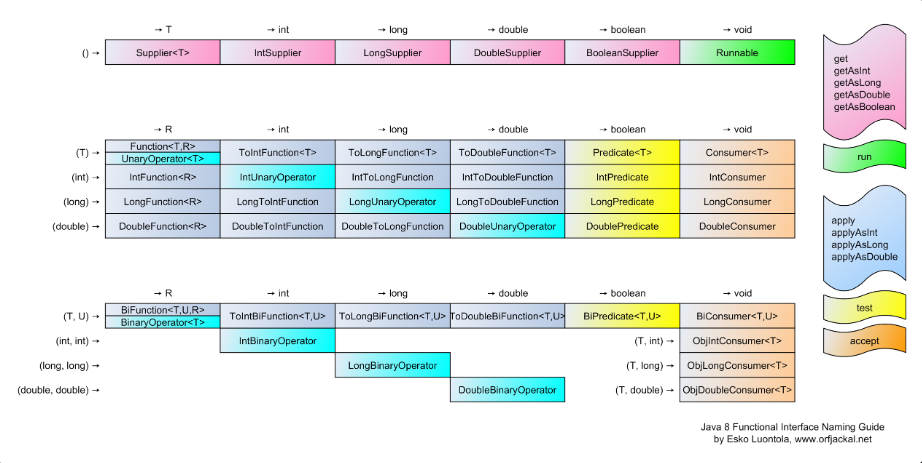 → T → int → long → double → boolean → void
() → Supplier<T> IntSupplier LongSupplier DoubleSupplier BooleanSupplier Runnable
→ R → int → long → double → boolean → void
(T) → Function<T,R> ToIntFunction<T> ToLongFunction<T> ToDoubleFunction<T> Predicate<T> Consumer<T>
UnaryOperator<T>
(int) → IntFunction<R> IntUnaryOperator IntToLongFunction IntToDoubleFunction IntPredicate IntConsumer
(long) → LongFunction<R> LongToIntFunction LongUnaryOperator LongToDoubleFunction LongPredicate LongConsumer
(double) → DoubleFunction<R> DoubleToIntFunction DoubleToLongFunction DoubleUnaryOperator DoublePredicate DoubleConsumer
→ R → int → long → double → boolean → void
(T, U) → BiFunction<T,U,R> ToIntBiFunction<T,U> ToLongBiFunction<T,U> ToDoubleBiFunction<T,U> BiPredicate<T,U> BiConsumer<T,U>
BinaryOperator<T>
(int, int) → IntBinaryOperator (T, int) → ObjIntConsumer<T>
(long, long) → LongBinaryOperator (T, long) → ObjLongConsumer<T>
(double, double) → DoubleBinaryOperator (T, double) → ObjDoubleConsumer<T>
get
getAsInt
getAsLong
getAsDouble
getAsBoolean
run
apply
applyAsInt
applyAsLong
applyAsDouble
test
accept
Java 8 Functional Interface Naming Guide
by Esko Luontola, www.orfjackal.net